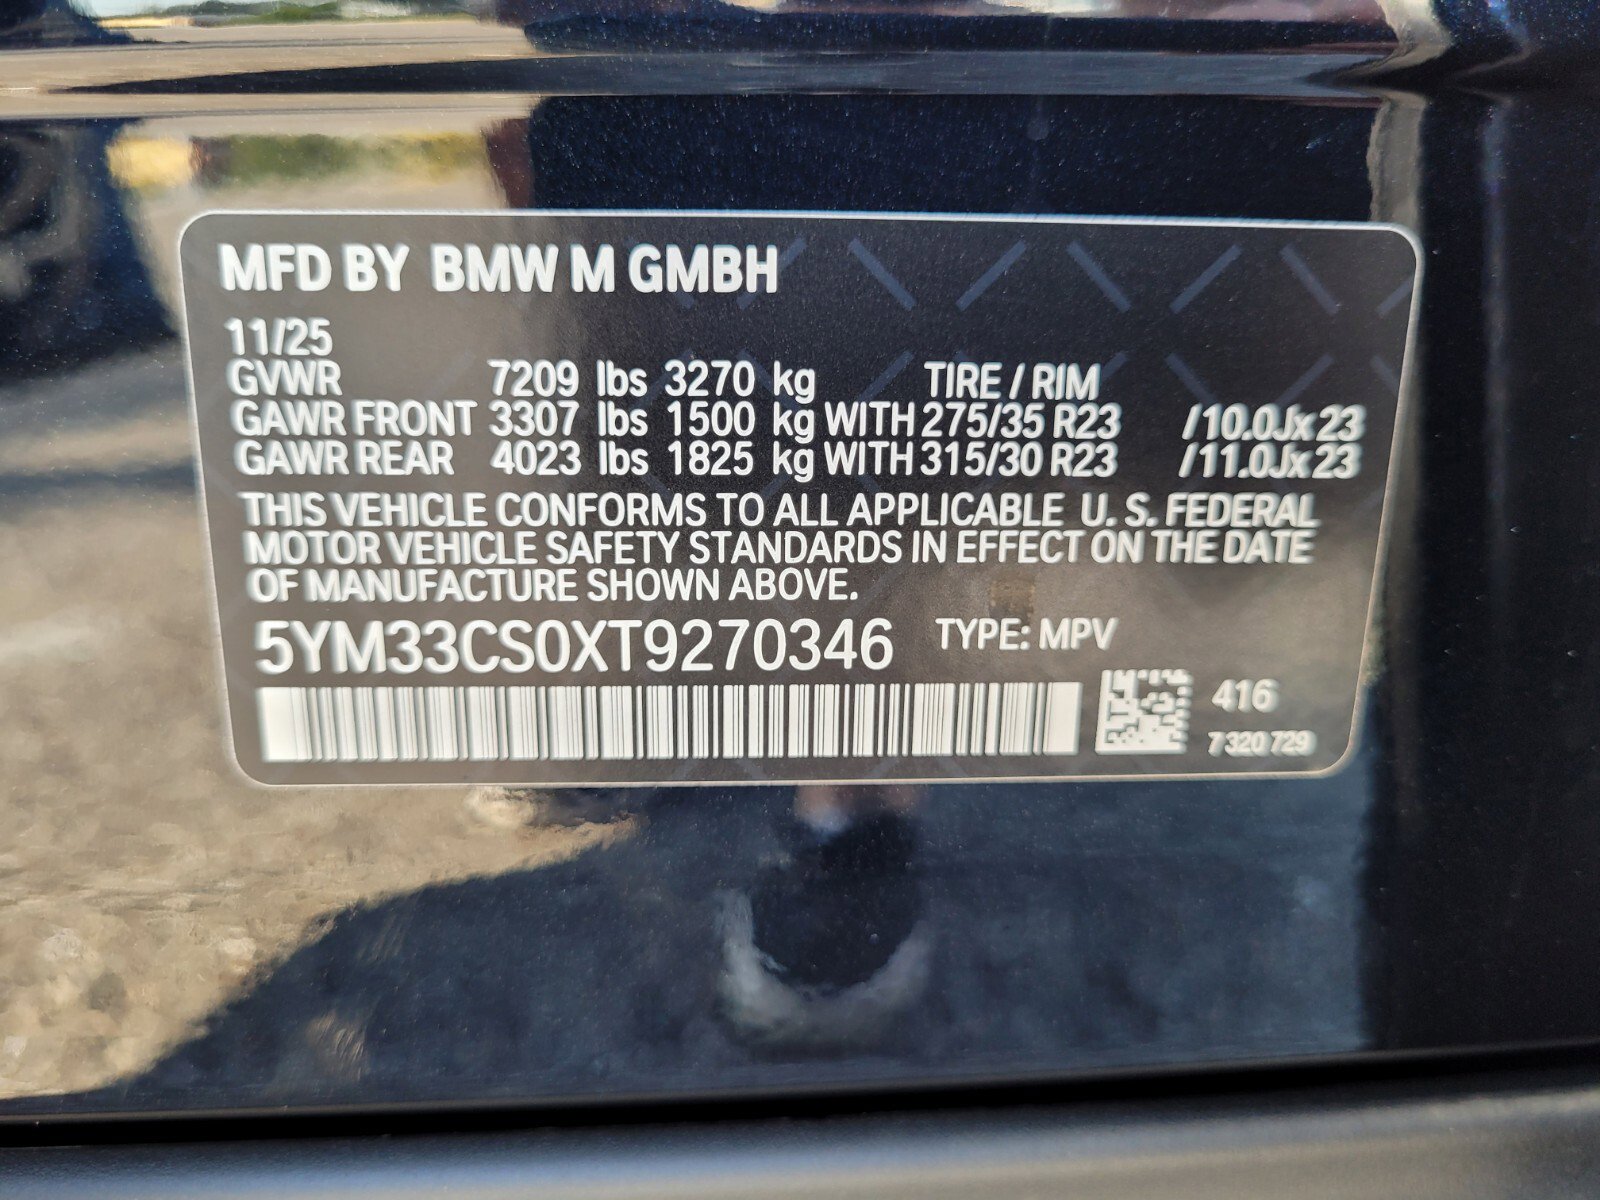 MFD BY BMW M GMBH
11/25
GVWR 7209 lbs 3270 kg TIRE / RIM
GAWR FRONT 3307 lbs 1500 kg WITH 275/35 R23 /10.0Jx23
GAWR REAR 4023 lbs 1825 kg WITH 315/30 R23 /11.0Jx23
THIS VEHICLE CONFORMS TO ALL APPLICABLE U. S. FEDERAL
MOTOR VEHICLE SAFETY STANDARDS IN EFFECT ON THE DATE
OF MANUFACTURE SHOWN ABOVE.
5YM33CS0XT9270346 TYPE: MPV
416
7 320 729